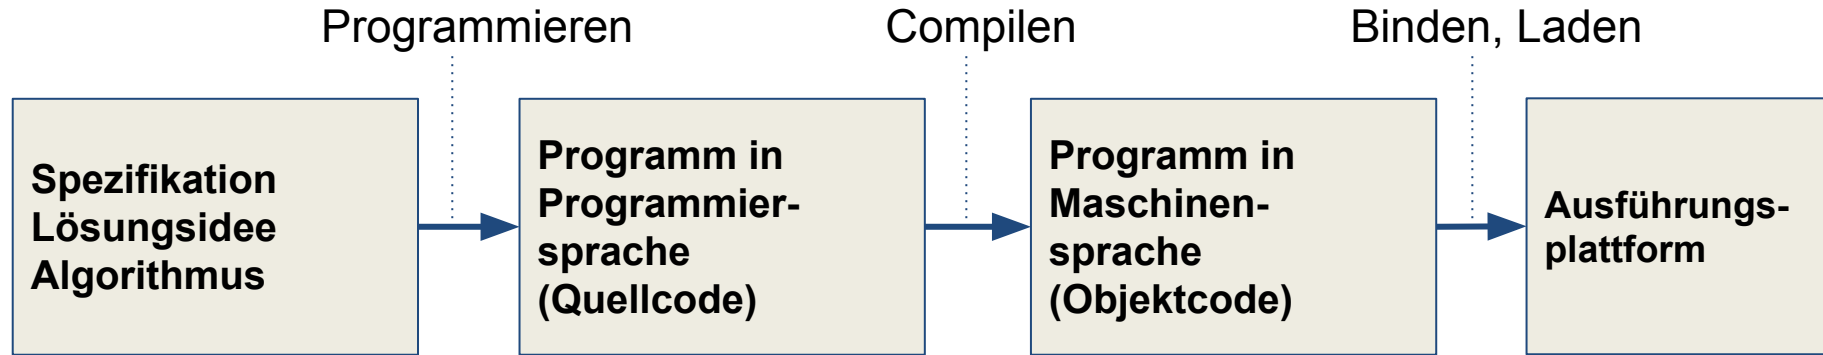 Programmieren
Compilen
Binden, Laden
Spezifikation
Lösungsidee
Algorithmus
Programm in
Programmier-
sprache
(Quellcode)
Programm in
Maschinen-
sprache
(Objektcode)
Ausführungs-
plattform